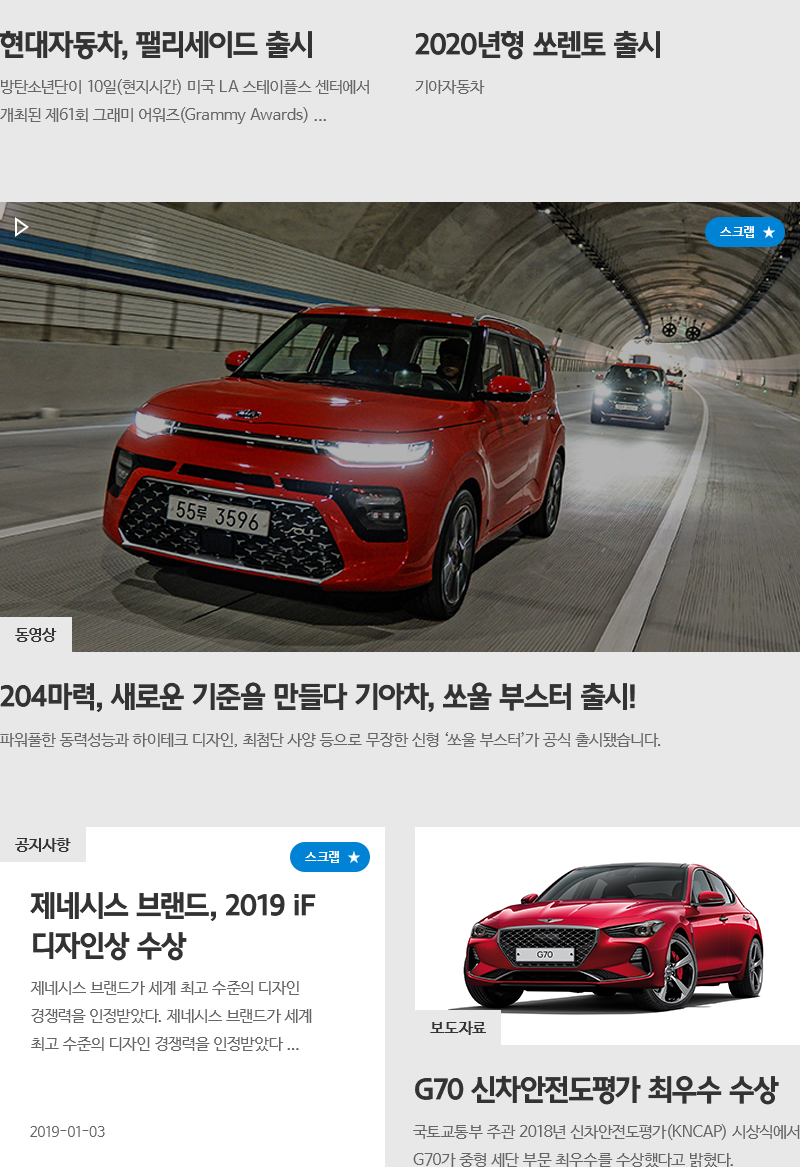 현대자동차, 팰리세이드 출시
방탄소년단이 10일(현지시간) 미국 LA 스테이플스 센터에서
개최된 제61회 그래미 어워즈(Grammy Awards) ...
2020년형 쏘렌토 출시
기아자동차
스크랩
55루 3596
동영상
204마력, 새로운 기준을 만들다 기아차, 쏘울 부스터 출시!
파워풀한 동력성능과 하이테크 디자인, 최첨단 사양 등으로 무장한 신형 ‘쏘울 부스터’가 공식 출시됐습니다.
공지사항
스크랩
제네시스 브랜드, 2019 iF
디자인상 수상
제네시스 브랜드가 세계 최고 수준의 디자인
경쟁력을 인정받았다. 제네시스 브랜드가 세계
최고 수준의 디자인 경쟁력을 인정받았다 ...
2019-01-03
G70
보도자료
G70 신차안전도평가 최우수 수상
국토교통부 주관 2018년 신차안전도평가(KNCAP) 시상식에서
G70가 중형 세단 부문 최우수를 수상했다고 밝혔다.